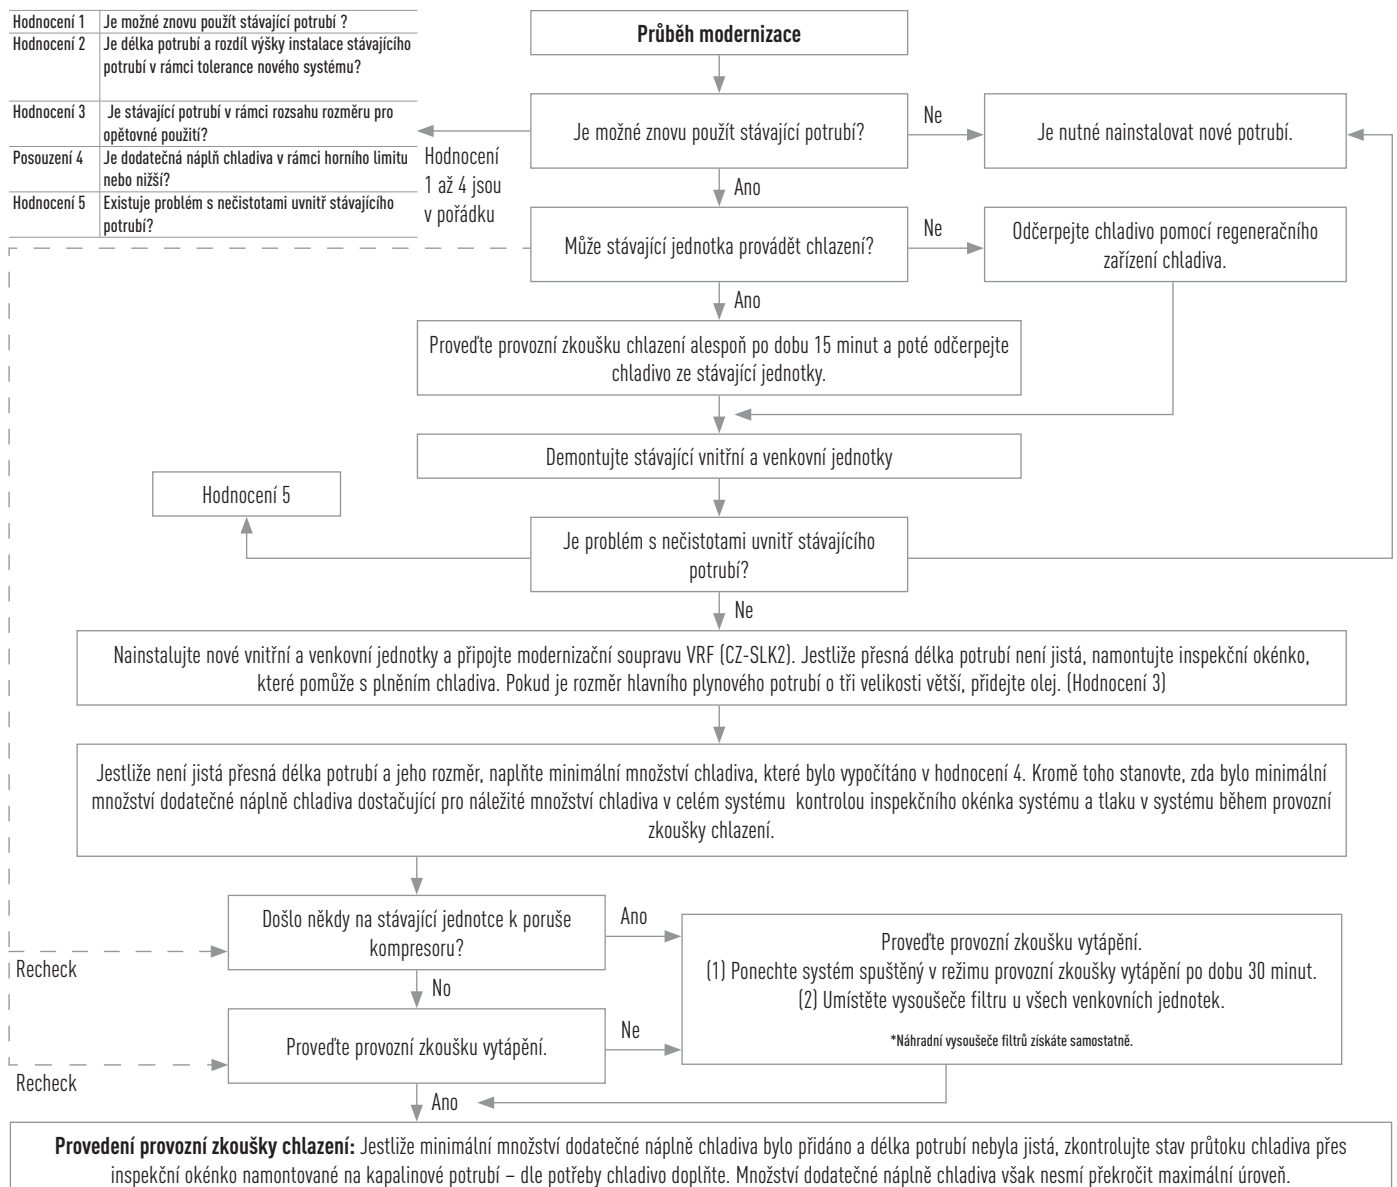 Hodnocení 1 Je možné znovu použít stávající potrubí ?
Hodnocení 2 Je délka potrubí a rozdíl výšky instalace stávajícího
potrubí v rámci tolerance nového systému?
Hodnocení 3 Je stávající potrubí v rámci rozsahu rozměru pro
opětovné použití?
Posouzení 4 Je dodatečná náplň chladiva v rámci horního limitu
nebo nižší?
Hodnocení 5 Existuje problém s nečistotami uvnitř stávajícího
potrubí?
Průběh modernizace
Je možné znovu použít stávající potrubí?
Ne
Je nutné nainstalovat nové potrubí.
Hodnocení
1 až 4 jsou
v pořádku
Ano
Může stávající jednotka provádět chlazení?
Ne
Odčerpejte chladivo pomocí regeneračního
zařízení chladiva.
Ano
Proveďte provozní zkoušku chlazení alespoň po dobu 15 minut a poté odčerpejte
chladivo ze stávající jednotky.
Demontujte stávající vnitřní a venkovní jednotky
Hodnocení 5
Je problém s nečistotami uvnitř stávajícího
potrubí?
Ne
Nainstalujte nové vnitřní a venkovní jednotky a připojte modernizační soupravu VRF (CZ-SLK2). Jestliže přesná délka potrubí není jistá, namontujte inspekční okénko,
které pomůže s plněním chladiva. Pokud je rozměr hlavního plynového potrubí o tři velikosti větší, přidejte olej. (Hodnocení 3)
Jestliže není jistá přesná délka potrubí a jeho rozměr, naplňte minimální množství chladiva, které bylo vypočítáno v hodnocení 4. Kromě toho stanovte, zda bylo minimální
množství dodatečné náplně chladiva dostačující pro náležité množství chladiva v celém systému kontrolou inspekčního okénka systému a tlaku v systému během provozní
zkoušky chlazení.
Došlo někdy na stávající jednotce k poruše
kompresoru?
Ano
Proveďte provozní zkoušku vytápění.
(1) Ponechte systém spuštěný v režimu provozní zkoušky vytápění po dobu 30 minut.
(2) Umístěte vysoušeče filtru u všech venkovních jednotek.
*Náhradní vysoušeče filtrů získáte samostatně.
Recheck
No
Proveďte provozní zkoušku vytápění.
Ne
Recheck
Ano
Provedení provozní zkoušky chlazení: Jestliže minimální množství dodatečné náplně chladiva bylo přidáno a délka potrubí nebyla jistá, zkontrolujte stav průtoku chladiva přes
inspekční okénko namontované na kapalinové potrubí – dle potřeby chladivo doplňte. Množství dodatečné náplně chladiva však nesmí překročit maximální úroveň.